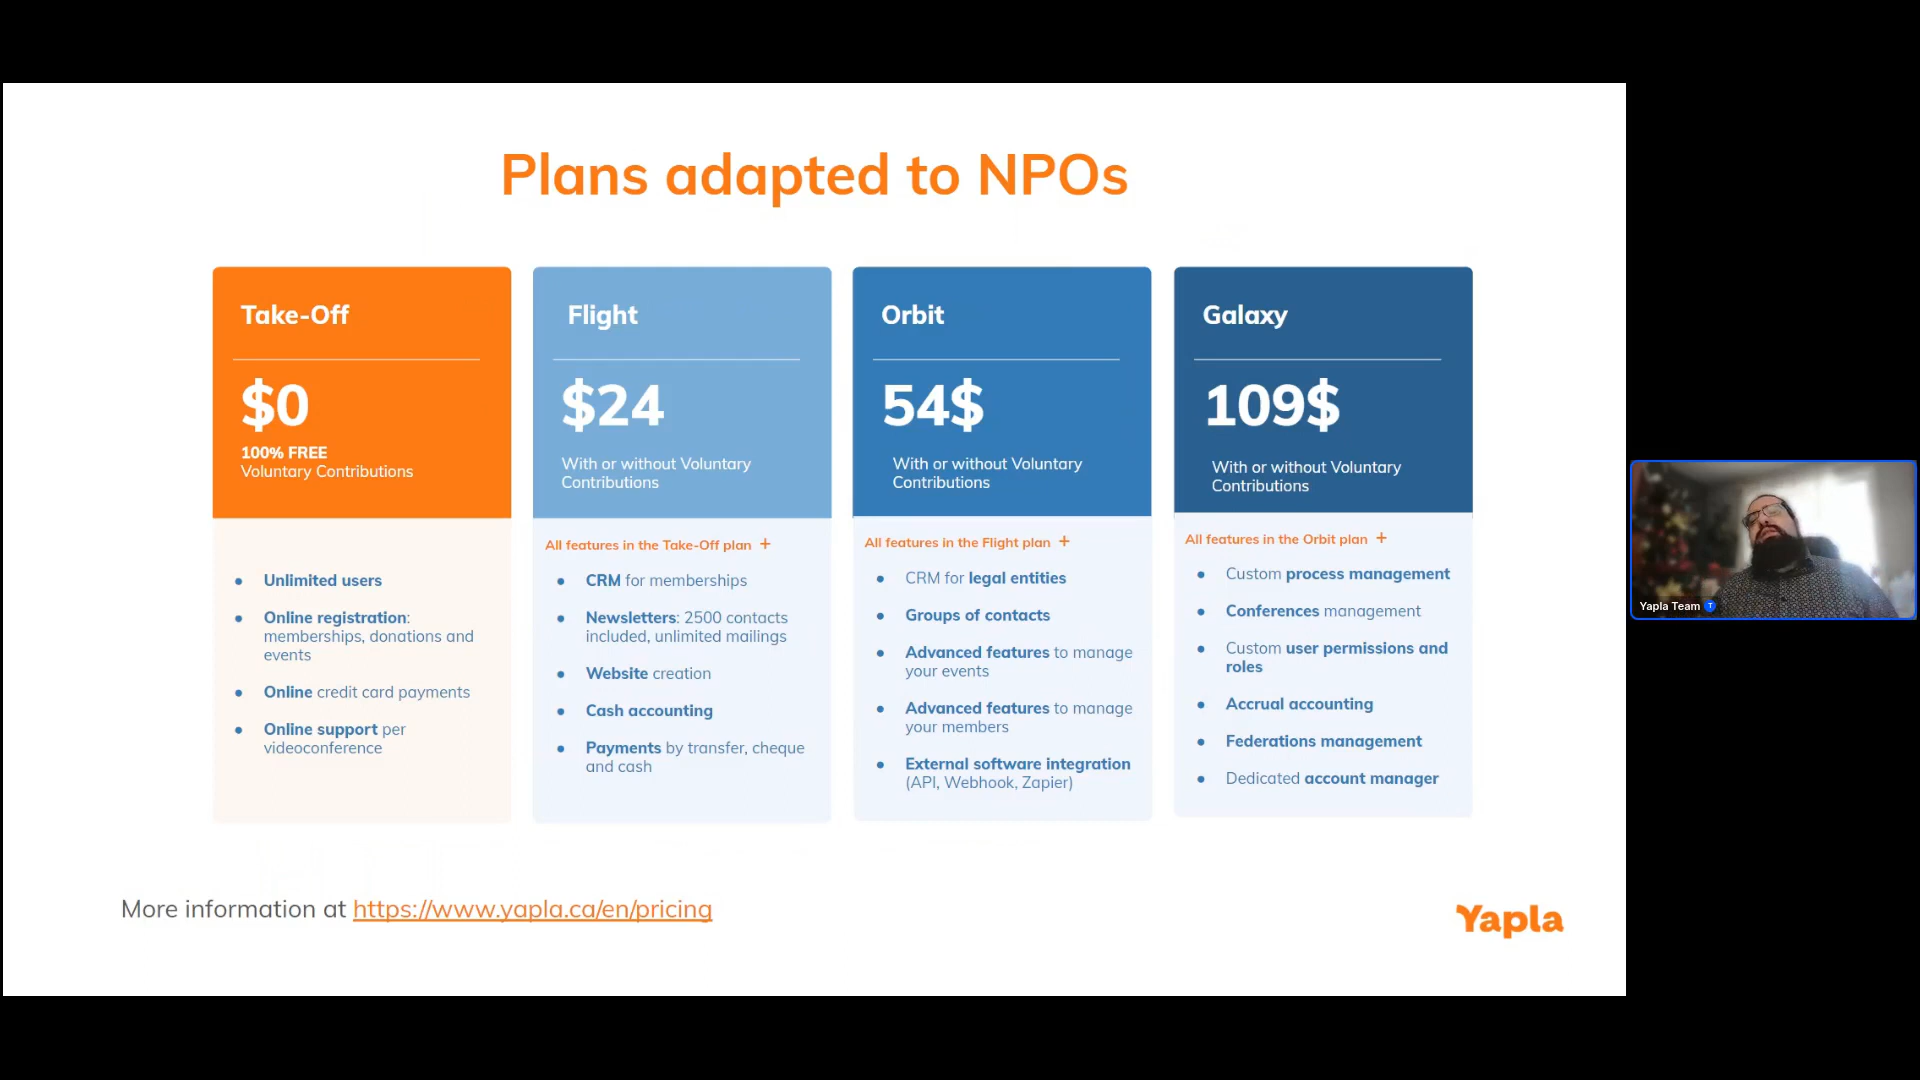 Plans adapted to NPOs
Take-Off
$0
100% FREE
Voluntary Contributions
Unlimited users
Online registration:
memberships, donations and
events
Online credit card payments
Online support per
videoconference
Flight
$24
With or without Voluntary
Contributions
All features in the Take-Off plan +
CRM for memberships
Newsletters: 2500 contacts
included, unlimited mailings
Website creation
Cash accounting
Payments by transfer, cheque
and cash
Orbit
54$
With or without Voluntary
Contributions
All features in the Flight plan +
CRM for legal entities
Groups of contacts
Advanced features to manage
your events
Advanced features to manage
your members
External software integration
(API, Webhook, Zapier)
Galaxy
109$
With or without Voluntary
Contributions
All features in the Orbit plan +
Custom process management
Conferences management
Custom user permissions and
roles
Accrual accounting
Federations management
Dedicated account manager
More information at https://www.yapla.ca/en/pricing
Yapla
Yapla Team T